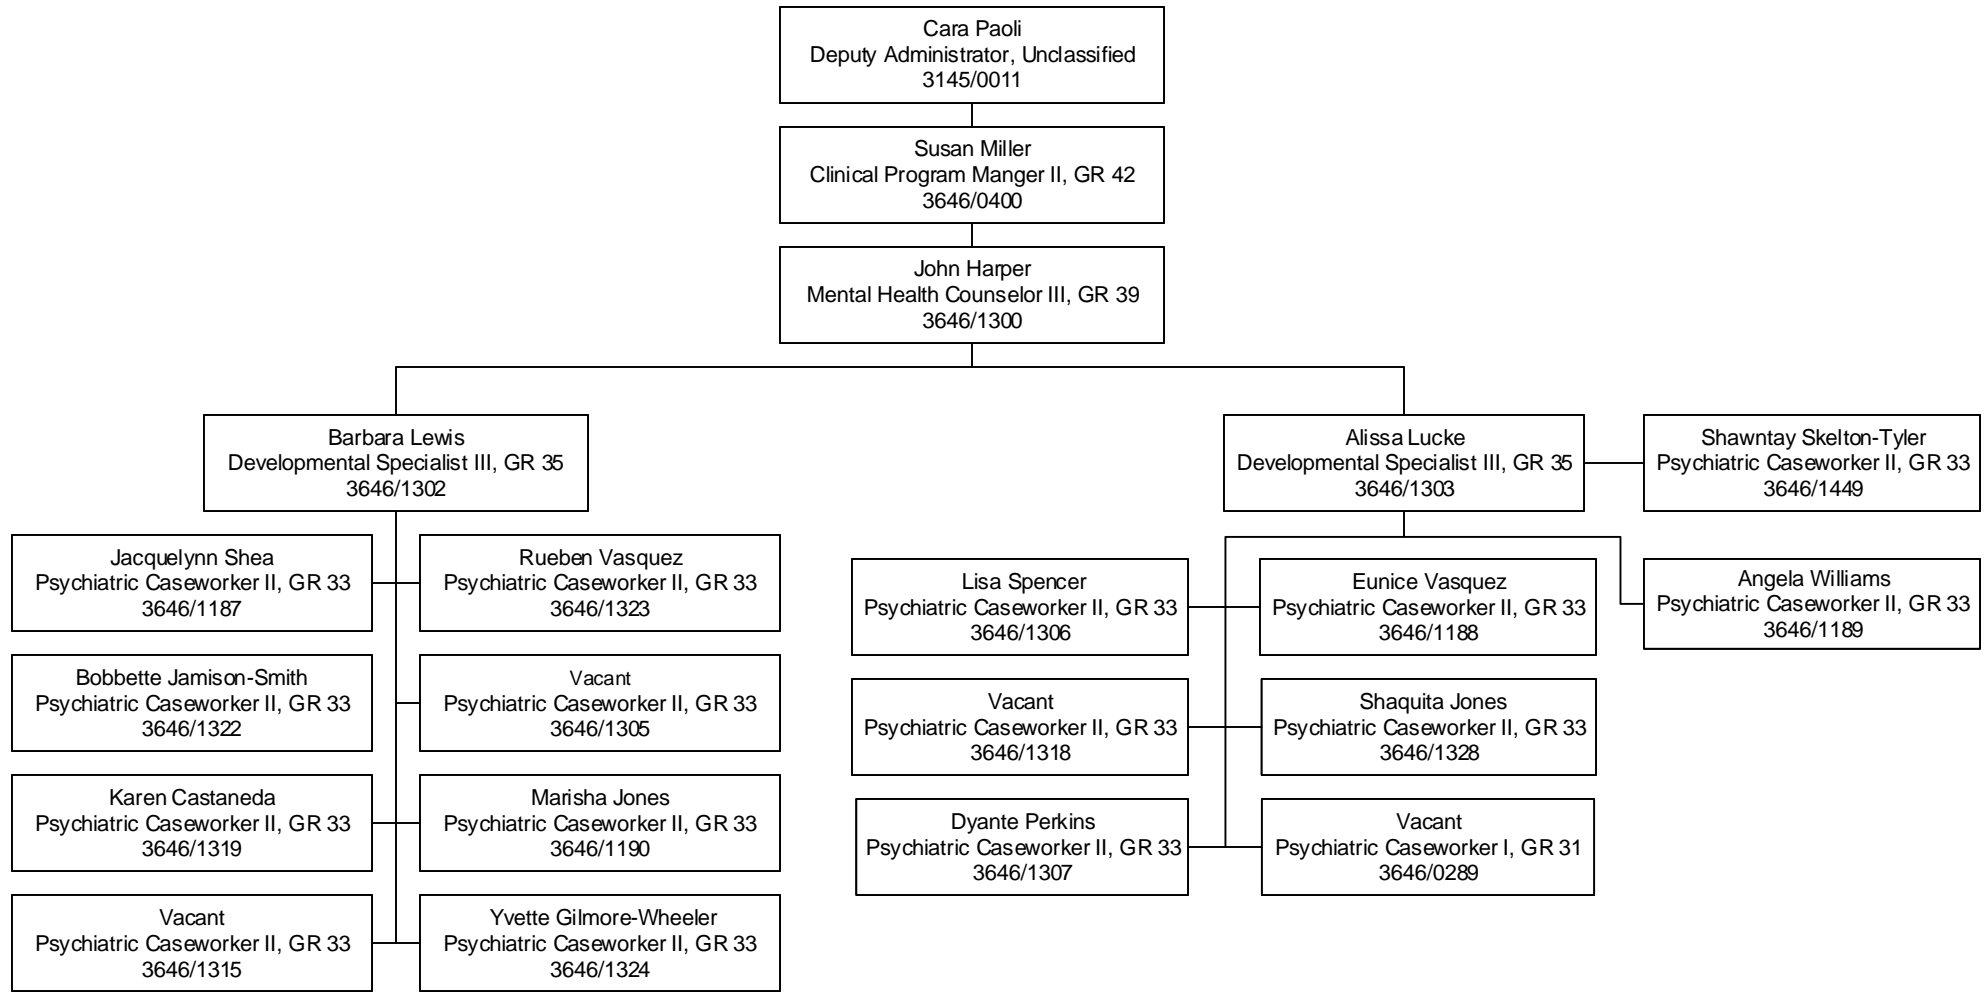 Cara Paoli
Deputy Administrator, Unclassified
3145/0011
Susan Miller
Clinical Program Manger II, GR 42
3646/0400
John Harper
Mental Health Counselor III, GR 39
3646/1300
Barbara Lewis
Developmental Specialist III, GR 35
3646/1302
Alissa Lucke
Developmental Specialist III, GR 35
3646/1303
Shawntay Skelton-Tyler
Psychiatric Caseworker II, GR 33
3646/1449
Jacquelynn Shea
Psychiatric Caseworker II, GR 33
3646/1187
Rueben Vasquez
Psychiatric Caseworker II, GR 33
3646/1323
Bobbette Jamison-Smith
Psychiatric Caseworker II, GR 33
3646/1322
Vacant
Psychiatric Caseworker II, GR 33
3646/1305
Karen Castaneda
Psychiatric Caseworker II, GR 33
3646/1319
Marisha Jones
Psychiatric Caseworker II, GR 33
3646/1190
Vacant
Psychiatric Caseworker II, GR 33
3646/1315
Yvette Gilmore-Wheeler
Psychiatric Caseworker II, GR 33
3646/1324
Lisa Spencer
Psychiatric Caseworker II, GR 33
3646/1306
Eunice Vasquez
Psychiatric Caseworker II, GR 33
3646/1188
Angela Williams
Psychiatric Caseworker II, GR 33
3646/1189
Vacant
Psychiatric Caseworker II, GR 33
3646/1318
Shaquita Jones
Psychiatric Caseworker II, GR 33
3646/1328
Dyante Perkins
Psychiatric Caseworker II, GR 33
3646/1307
Vacant
Psychiatric Caseworker I, GR 31
3646/0289